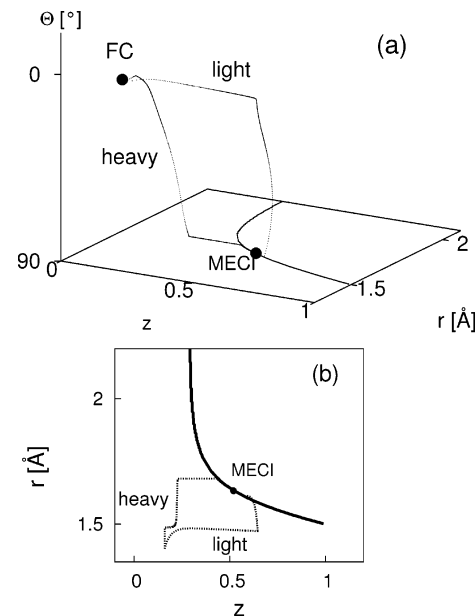 Θ [°]
(a)
FC
0
light
heavy
2
MECI
90
0
1.5
0.5
1
r [Å]
z
(b)
2
r [Å]
MECI
heavy
1.5
light
0
0.5
1
z